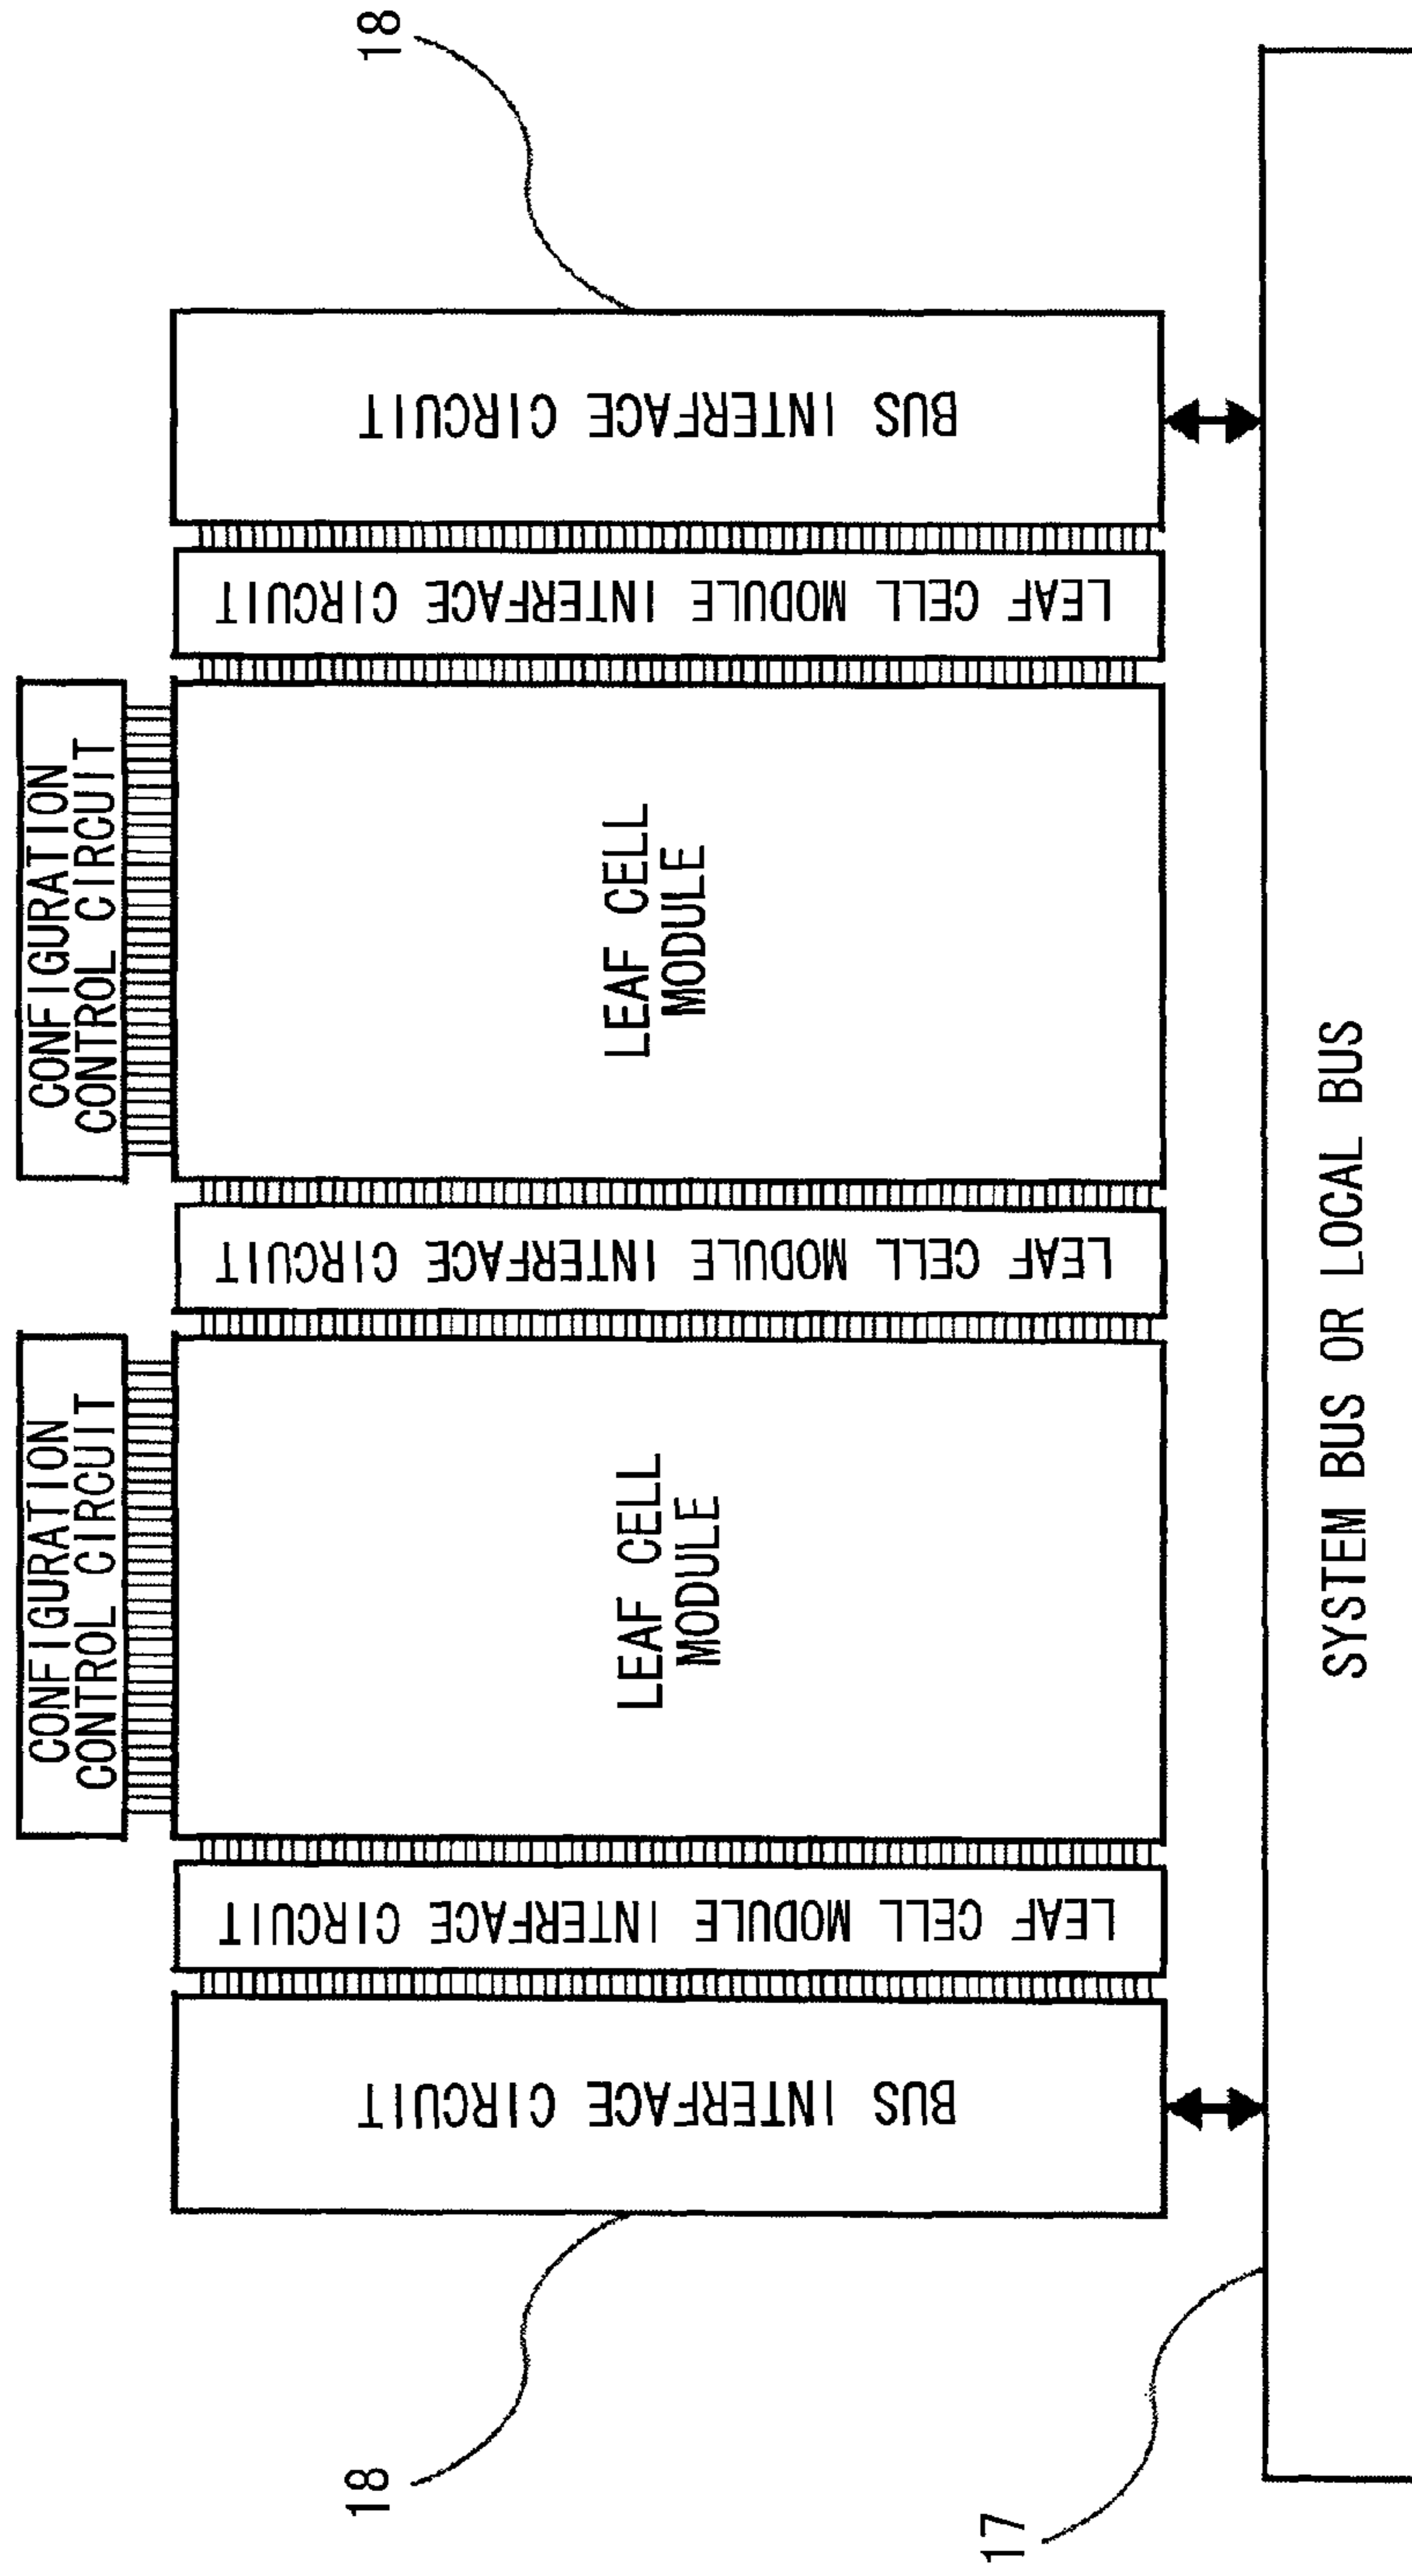 CONFIGURATION
CONTROL CIRCUIT
CONFIGURATION
CONTROL CIRCUIT
18
BUS INTERFACE CIRCUIT
LEAF CELL MODULE INTERFACE CIRCUIT
LEAF CELL
MODULE
LEAF CELL MODULE INTERFACE CIRCUIT
LEAF CELL
MODULE
LEAF CELL MODULE INTERFACE CIRCUIT
BUS INTERFACE CIRCUIT
18
17
SYSTEM BUS OR LOCAL BUS